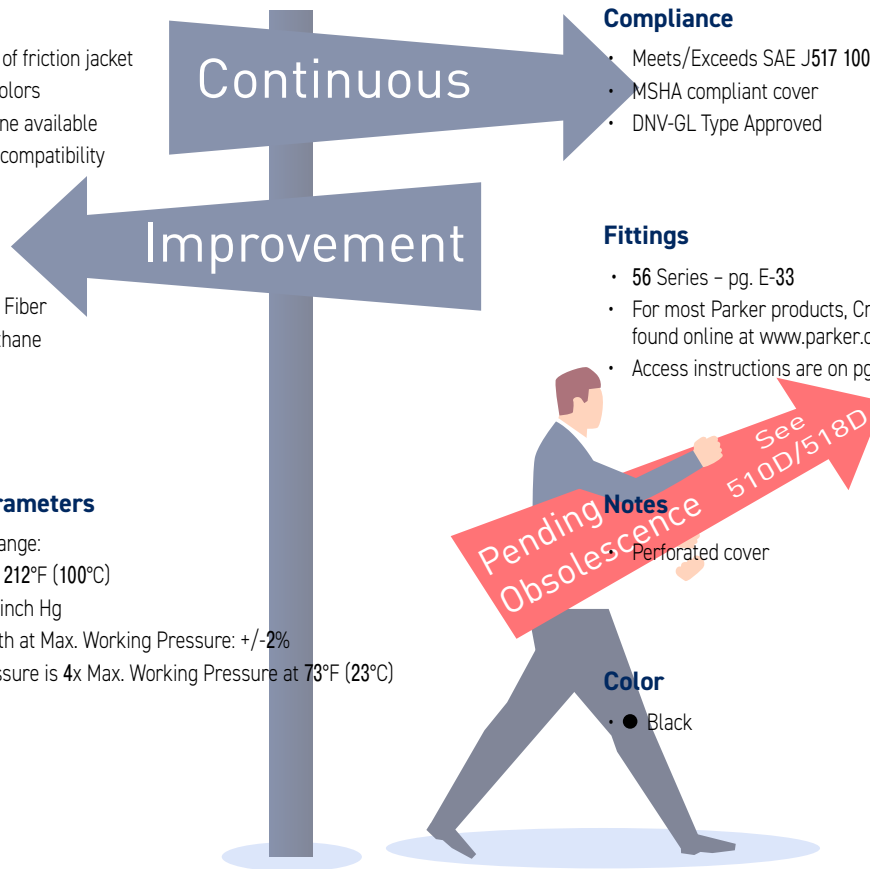 of friction jacket
olors
ne available
compatibility
Fiber
hane
rameters
ange:
212°F (100°C)
inch Hg
th at Max. Working Pressure: +/-2%
ssure is 4x Max. Working Pressure at 73°F (23°C)
Continuous
Improvement
Compliance
• Meets/Exceeds SAE J517 100
• MSHA compliant cover
• DNV-GL Type Approved
Fittings
• 56 Series – pg. E-33
• For most Parker products, Cr
found online at www.parker.c
• Access instructions are on pg
See
510D/518D
Pending
Obsolescence
Notes
• Perforated cover
Color
• ● Black